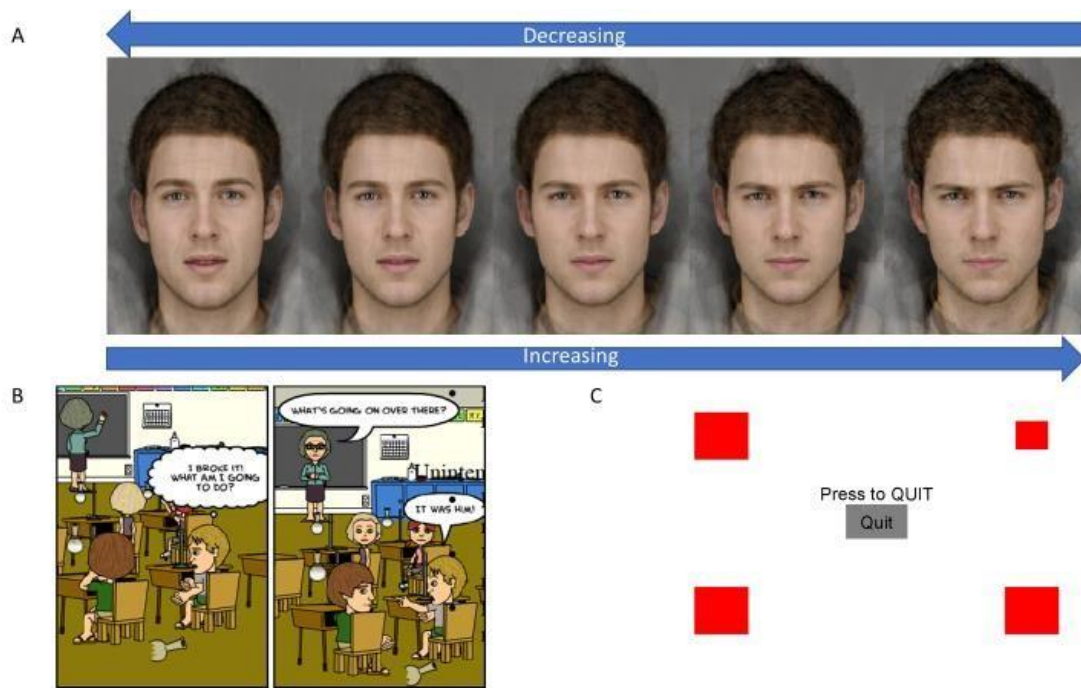 A
Decreasing
Increasing
B
I BROKE IT!
WHAT AM I GOING
TO DO?
WHAT'S GOING ON OVER THERE?
Uninten
IT WAS HIM!
C
Press to QUIT
Quit